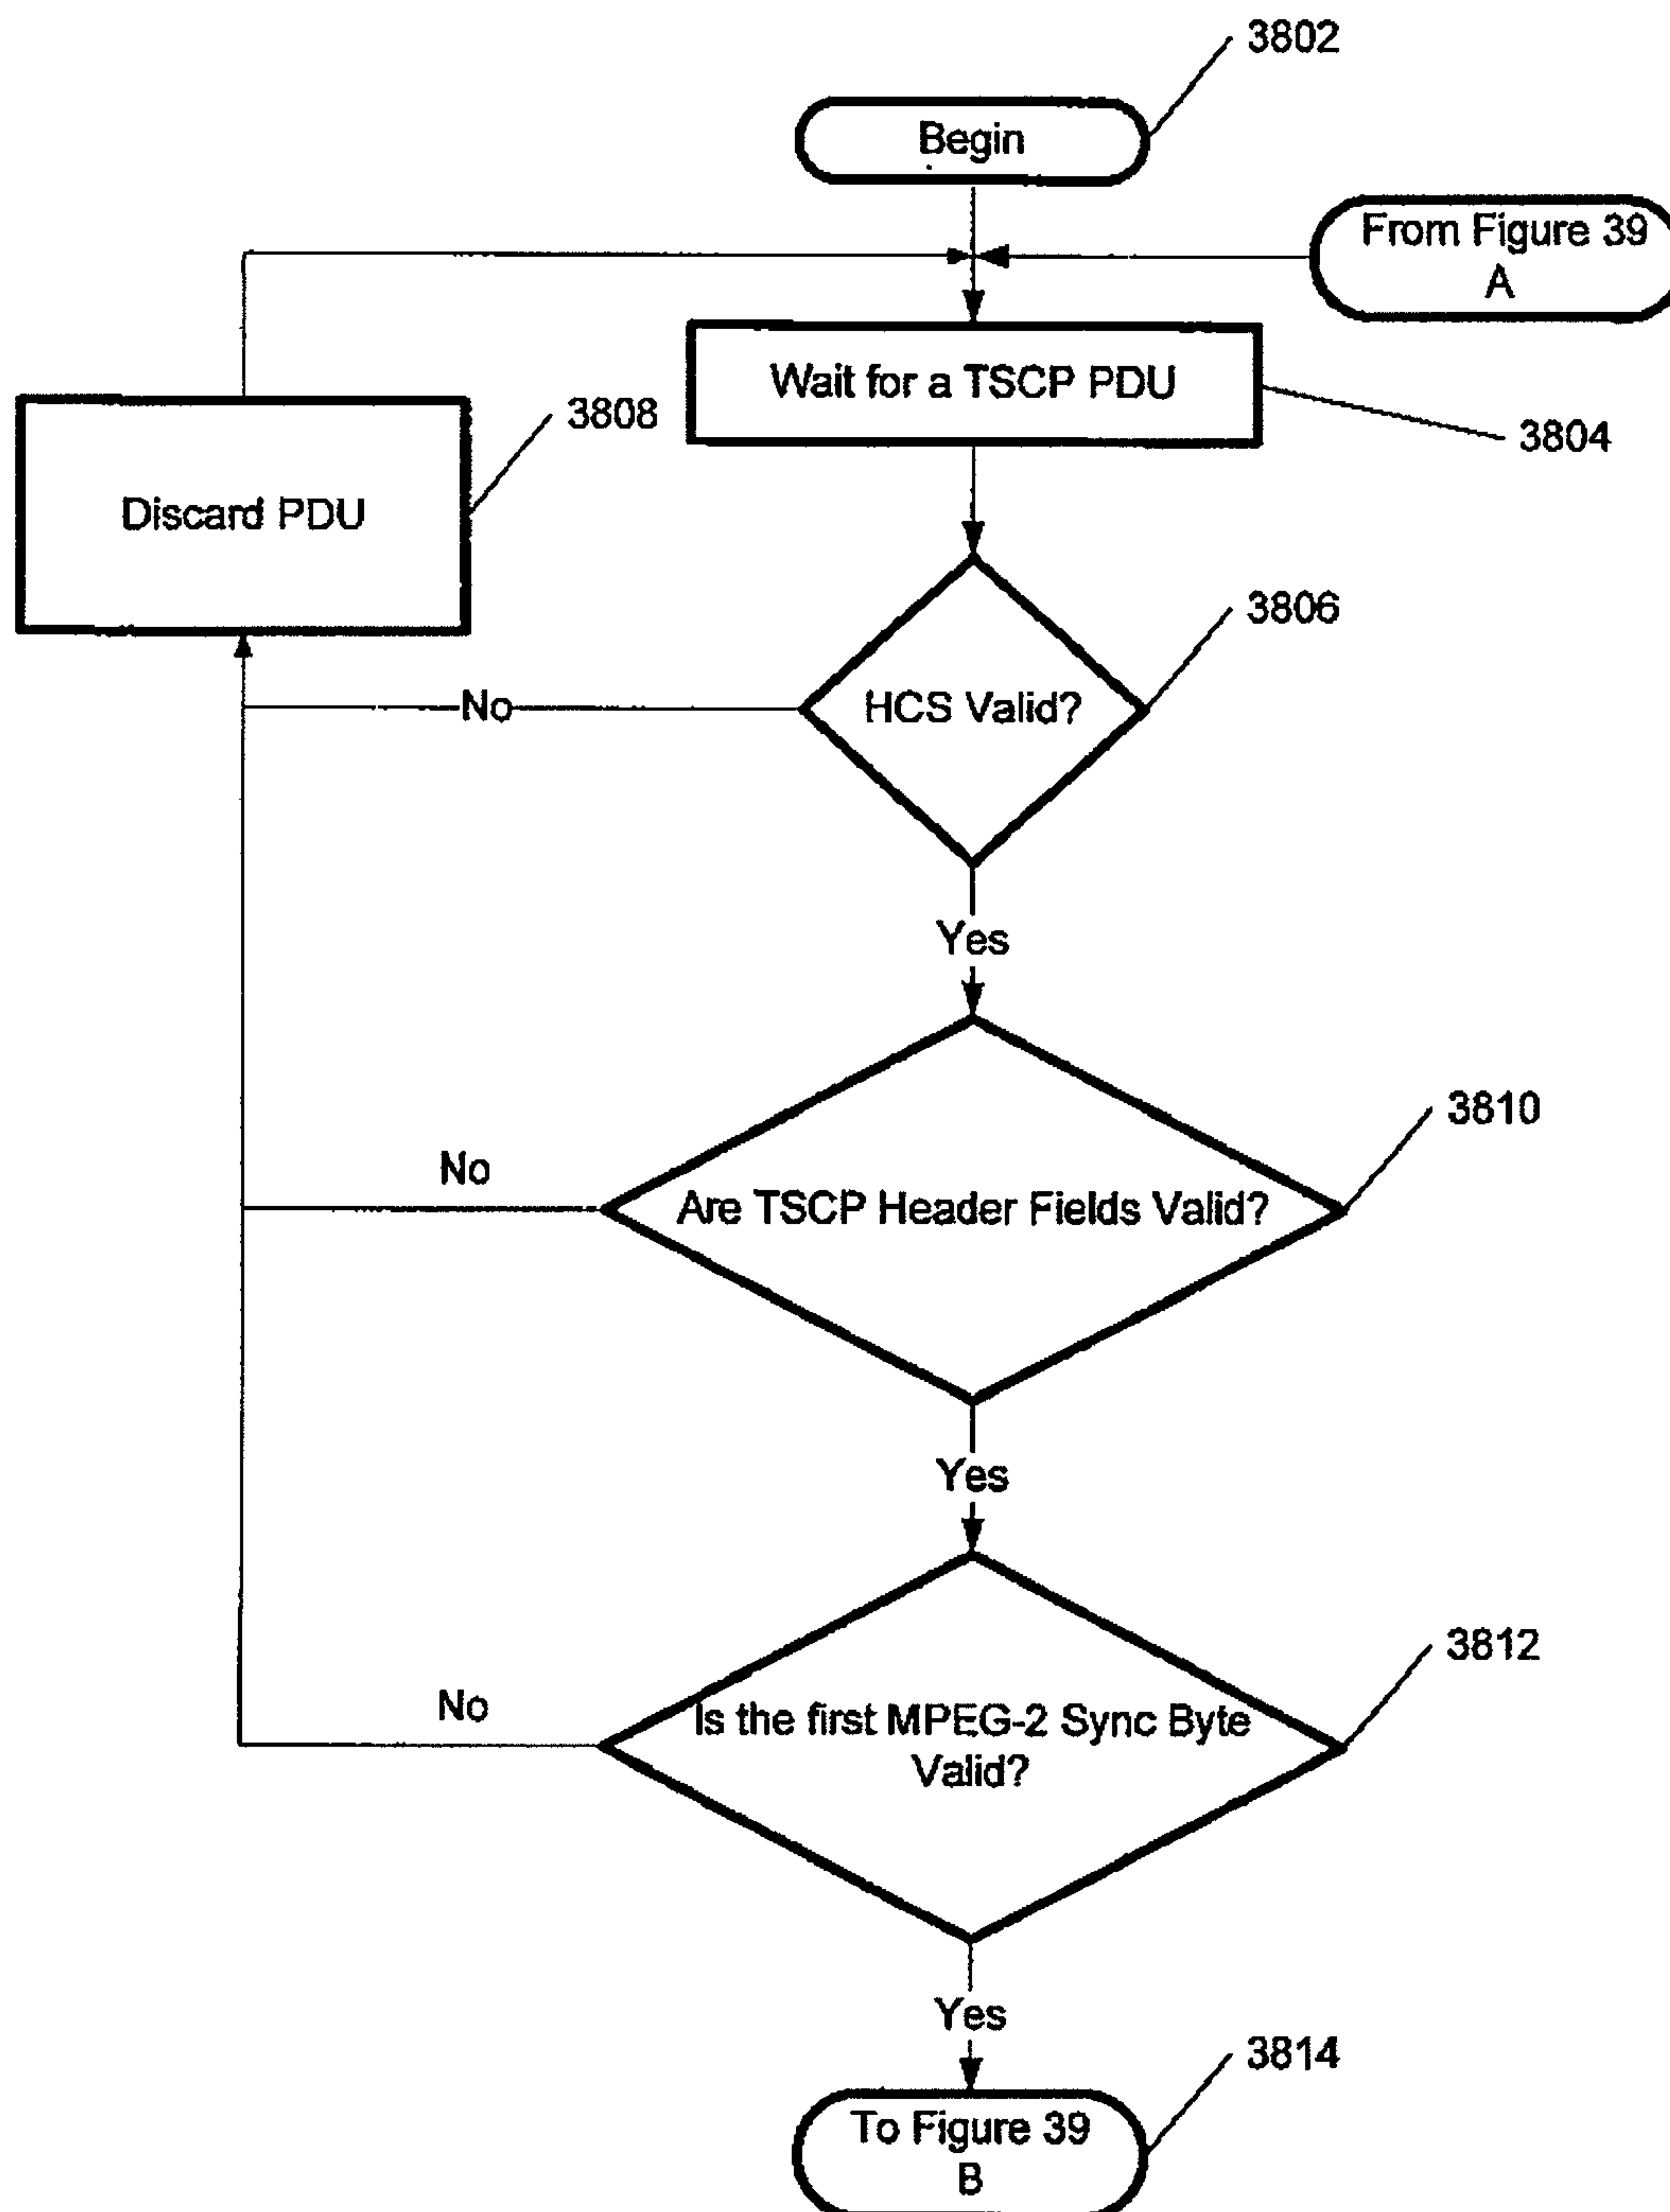 3802
Begin
From Figure 39
A
Wait for a TSCP PDU
3804
3808
Discard PDU
3806
HCS Valid?
No
Yes
3810
No
Are TSCP Header Fields Valid?
Yes
3812
No
Is the first MPEG-2 Sync Byte
Valid?
Yes
3814
To Figure 39
B